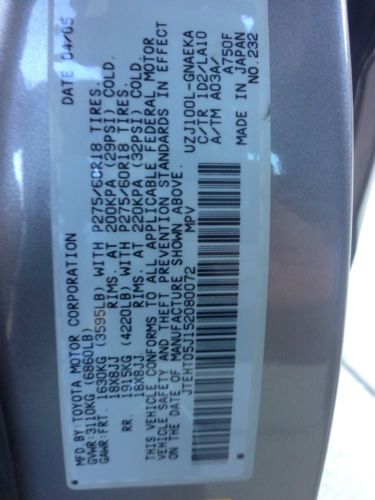 MFD. BY: TOYOTA MOTOR CORPORATION DATE 04/05
GVWR: 3110KG (6860LB)
GAWR: FRT. 1630KG (3595LB) WITH P275/60R18 TIRES,
18X8JJ RIMS, AT 200KPA (29PSI) COLD.
RR. 1915KG (4220LB) WITH P275/60R18 TIRES,
18X8JJ RIMS, AT 220KPA (32PSI) COLD.
THIS VEHICLE CONFORMS TO ALL APPLICABLE FEDERAL MOTOR
VEHICLE SAFETY AND THEFT PREVENTION STANDARDS IN EFFECT
ON THE DATE OF MANUFACTURE SHOWN ABOVE.
JTEHT05J152080072 UZJ100L-GNAEKA
MPV C/TR 1D2/LA10
A/TM A03A/ A750F
MADE IN JAPAN
NO.232